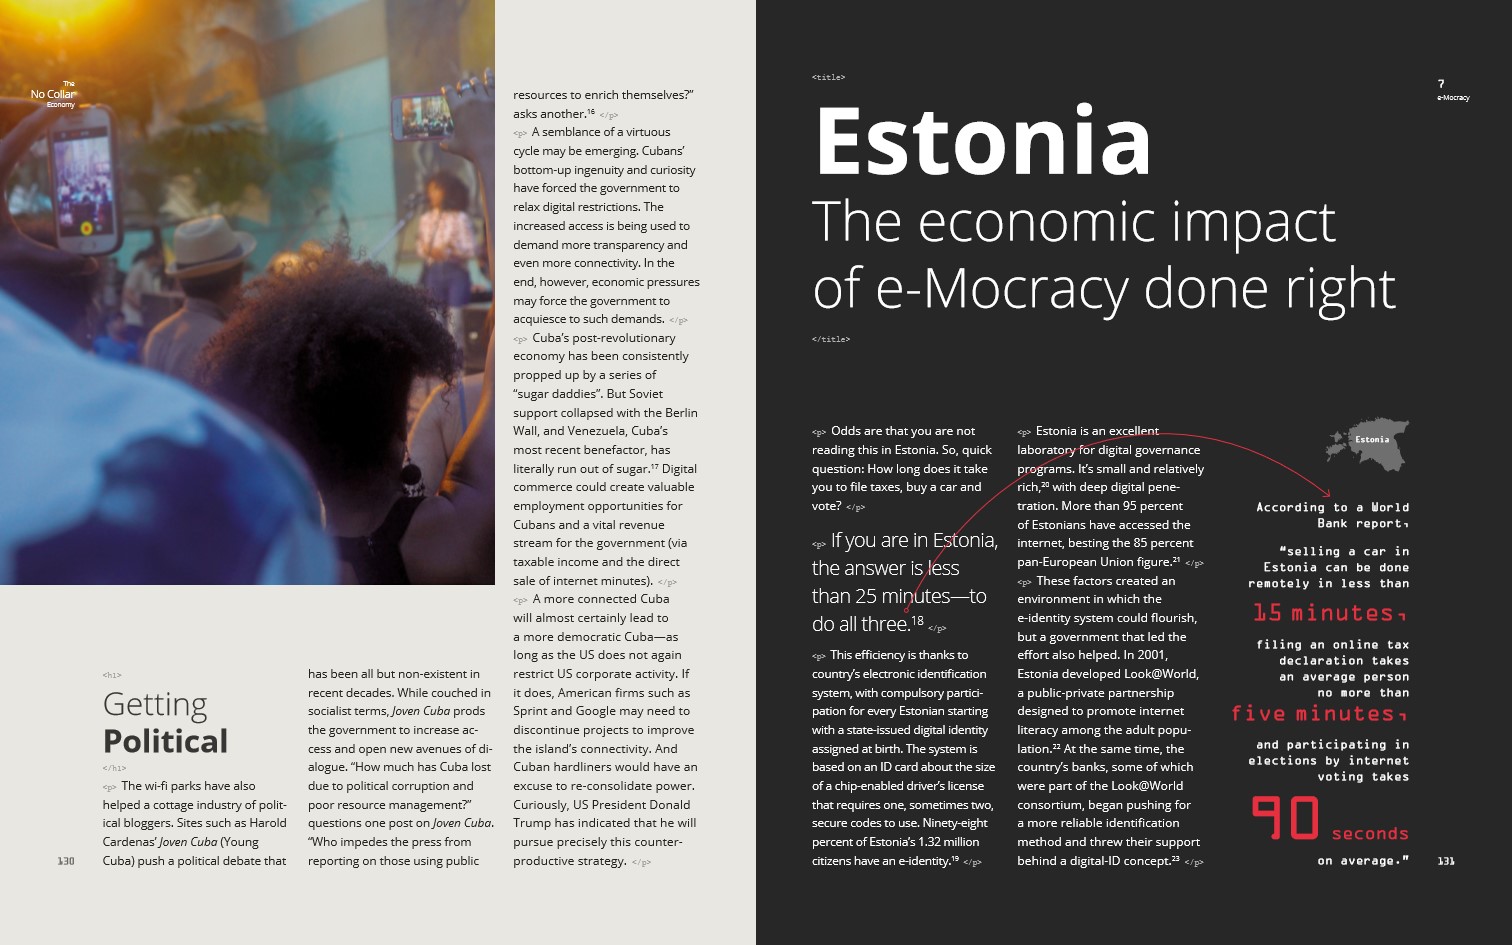 The
No Collar
Economy
<h1>
Getting
Political
</h1>
<p> The wi-fi parks have also
helped a cottage industry of polit-
ical bloggers. Sites such as Harold
Cardenas’ Joven Cuba (Young
Cuba) push a political debate that
130
has been all but non-existent in
recent decades. While couched in
socialist terms, Joven Cuba prods
the government to increase ac-
cess and open new avenues of di-
alogue. “How much has Cuba lost
due to political corruption and
poor resource management?”
questions one post on Joven Cuba.
“Who impedes the press from
reporting on those using public
resources to enrich themselves?”
asks another.¹⁶ </p>
<p> A semblance of a virtuous
cycle may be emerging. Cubans’
bottom-up ingenuity and curiosity
have forced the government to
relax digital restrictions. The
increased access is being used to
demand more transparency and
even more connectivity. In the
end, however, economic pressures
may force the government to
acquiesce to such demands. </p>
<p> Cuba’s post-revolutionary
economy has been consistently
propped up by a series of
“sugar daddies”. But Soviet
support collapsed with the Berlin
Wall, and Venezuela, Cuba’s
most recent benefactor, has
literally run out of sugar.¹⁷ Digital
commerce could create valuable
employment opportunities for
Cubans and a vital revenue
stream for the government (via
taxable income and the direct
sale of internet minutes). </p>
<p> A more connected Cuba
will almost certainly lead to
a more democratic Cuba—as
long as the US does not again
restrict US corporate activity. If
it does, American firms such as
Sprint and Google may need to
discontinue projects to improve
the island’s connectivity. And
Cuban hardliners would have an
excuse to re-consolidate power.
Curiously, US President Donald
Trump has indicated that he will
pursue precisely this counter-
productive strategy. </p>
<title>
Estonia
The economic impact
of e-Mocracy done right
</title>
7
e-Mocracy
<p> Odds are that you are not
reading this in Estonia. So, quick
question: How long does it take
you to file taxes, buy a car and
vote? </p>
<p> If you are in Estonia,
the answer is less
than 25 minutes—to
do all three.¹⁸ </p>
<p> This efficiency is thanks to
country’s electronic identification
system, with compulsory partici-
pation for every Estonian starting
with a state-issued digital identity
assigned at birth. The system is
based on an ID card about the size
of a chip-enabled driver’s license
that requires one, sometimes two,
secure codes to use. Ninety-eight
percent of Estonia’s 1.32 million
citizens have an e-identity.¹⁹ </p>
<p> Estonia is an excellent
laboratory for digital governance
programs. It’s small and relatively
rich,²⁰ with deep digital pene-
tration. More than 95 percent
of Estonians have accessed the
internet, besting the 85 percent
pan-European Union figure.²¹ </p>
<p> These factors created an
environment in which the
e-identity system could flourish,
but a government that led the
effort also helped. In 2001,
Estonia developed Look@World,
a public-private partnership
designed to promote internet
literacy among the adult popu-
lation.²² At the same time, the
country’s banks, some of which
were part of the Look@World
consortium, began pushing for
a more reliable identification
method and threw their support
behind a digital-ID concept.²³ </p>
Estonia
According to a World
Bank report,
“selling a car in
Estonia can be done
remotely in less than
15 minutes,
filing an online tax
declaration takes
an average person
no more than
five minutes,
and participating in
elections by internet
voting takes
90 seconds
on average.”
131